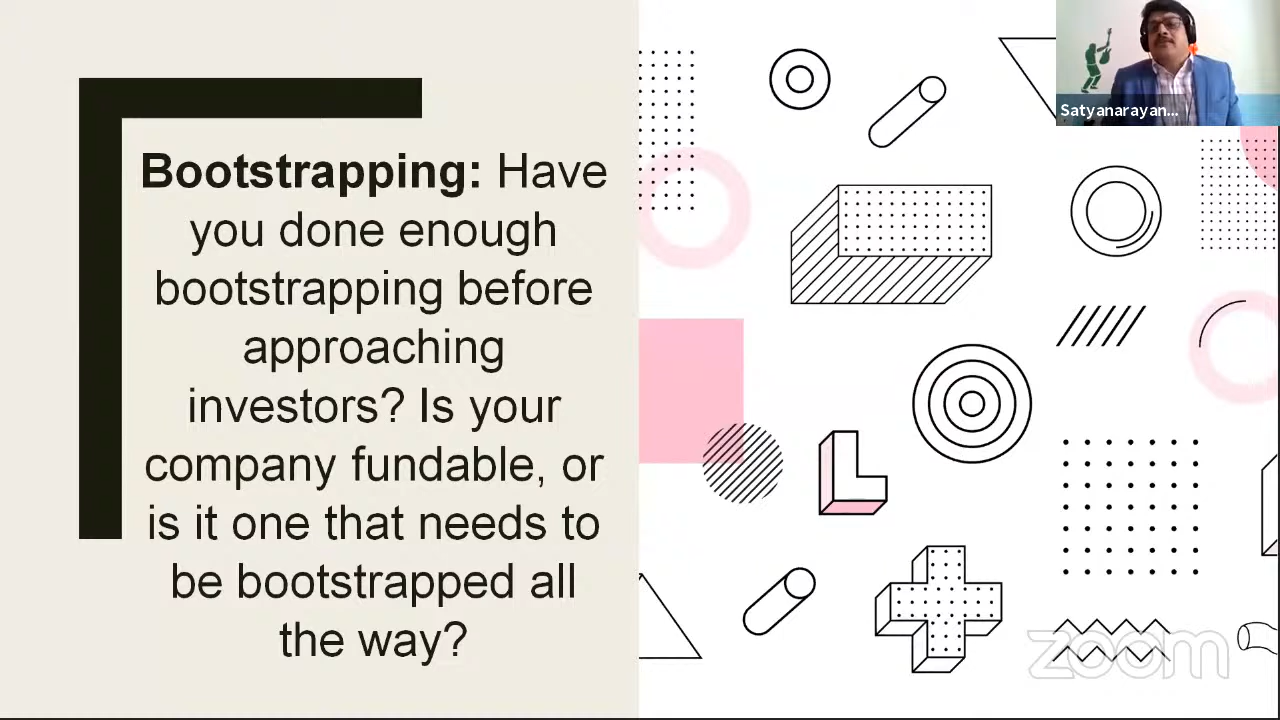 Bootstrapping: Have
you done enough
bootstrapping before
approaching
investors? Is your
company fundable, or
is it one that needs to
be bootstrapped all
the way?
Satyanarayan...
zoom